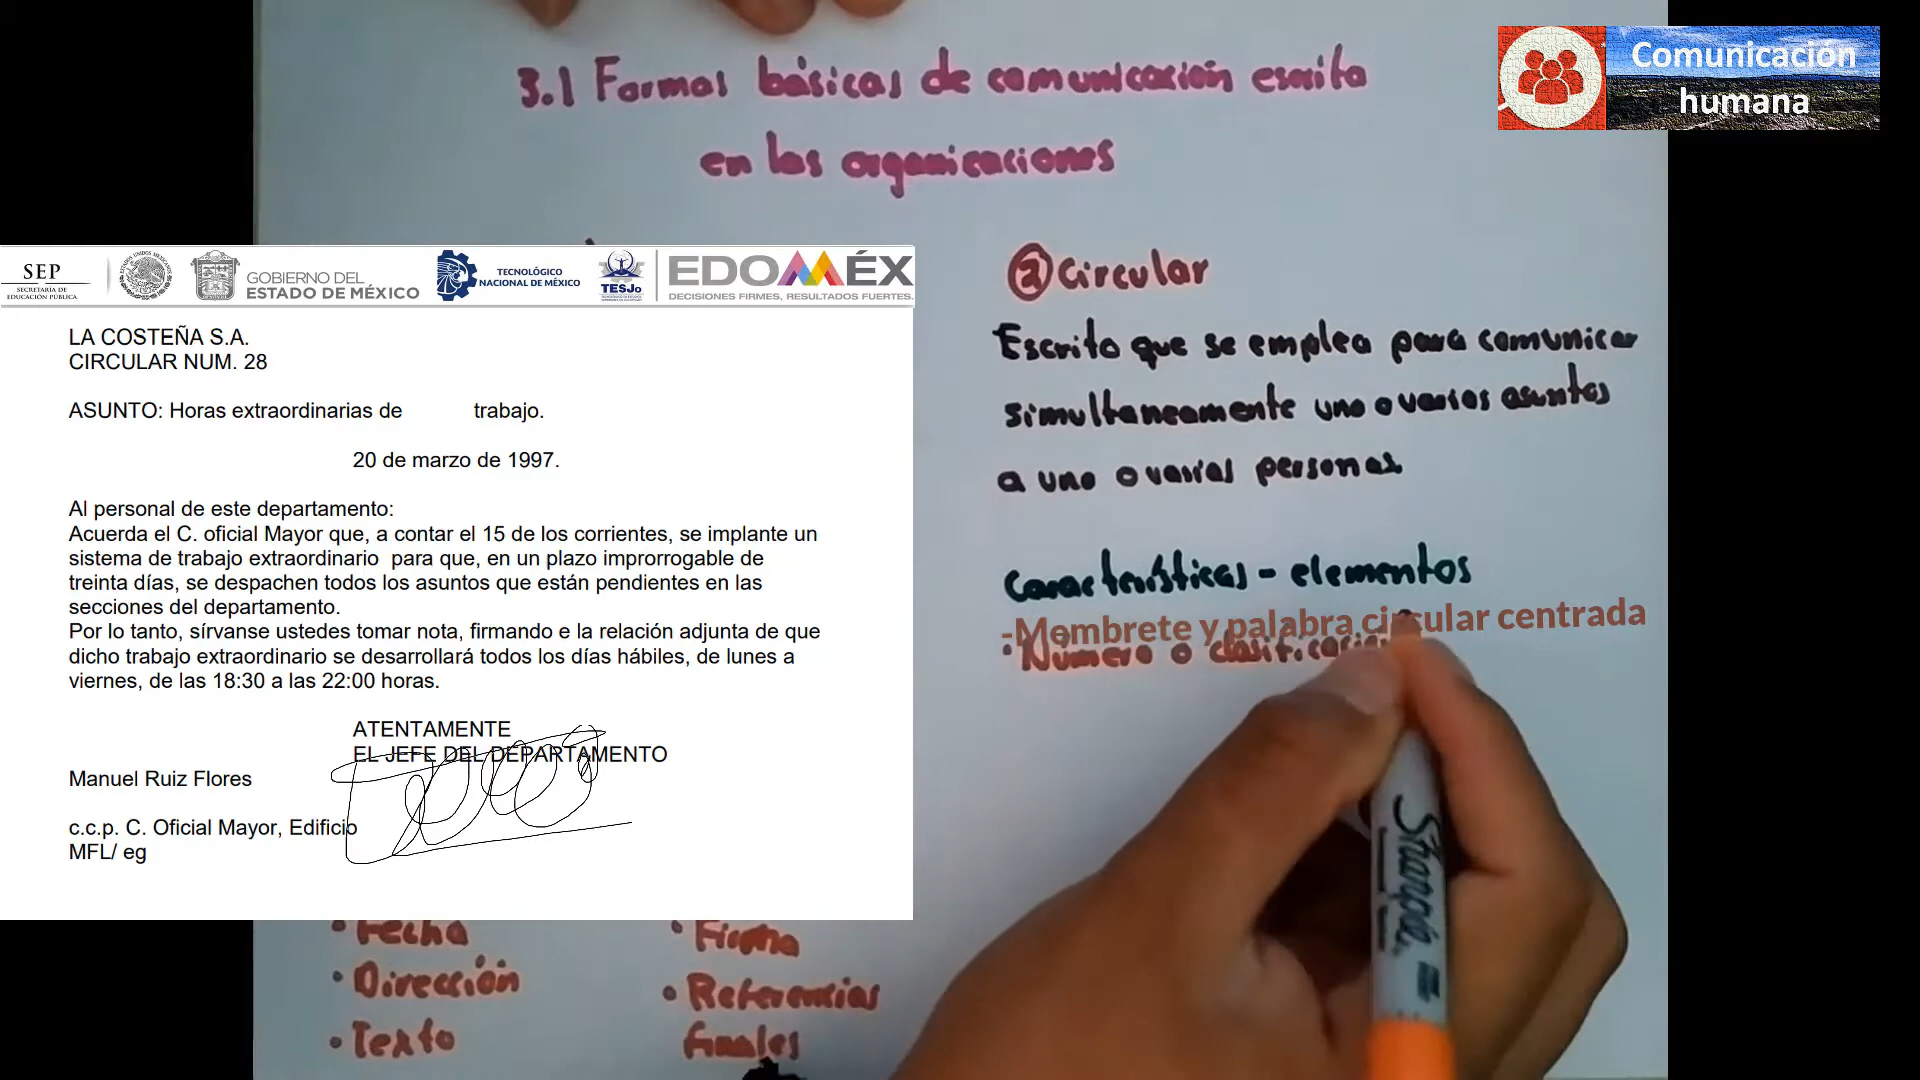 3.1 Formas básicas de comunicación escrita
en las organicaciones
Comunicación
humana
SEP
SECRETARÍA DE
EDUCACIÓN PÚBLICA
ESTADOS UNIDOS MEXICANOS
GOBIERNO DEL
ESTADO DE MÉXICO
TECNOLÓGICO
NACIONAL DE MÉXICO
TESJo
EDOMÉX
DECISIONES FIRMES, RESULTADOS FUERTES.
LA COSTEÑA S.A.
CIRCULAR NUM. 28
ASUNTO: Horas extraordinarias de trabajo.
20 de marzo de 1997.
Al personal de este departamento:
Acuerda el C. oficial Mayor que, a contar el 15 de los corrientes, se implante un
sistema de trabajo extraordinario para que, en un plazo improrrogable de
treinta días, se despachen todos los asuntos que están pendientes en las
secciones del departamento.
Por lo tanto, sírvanse ustedes tomar nota, firmando e la relación adjunta de que
dicho trabajo extraordinario se desarrollará todos los días hábiles, de lunes a
viernes, de las 18:30 a las 22:00 horas.
ATENTAMENTE
EL JEFE DEL DEPARTAMENTO
Manuel Ruiz Flores
c.c.p. C. Oficial Mayor, Edificio
MFL/ eg
• Fecha
• Dirección
• Texto
• Firma
• Referencias
finales
② Circular
Escrito que se emplea para comunicar
simultaneamente uno o varios asuntos
a una o varias personas
Características - elementos
-Membrete y palabra circular centrada
• Número o
Sharpie